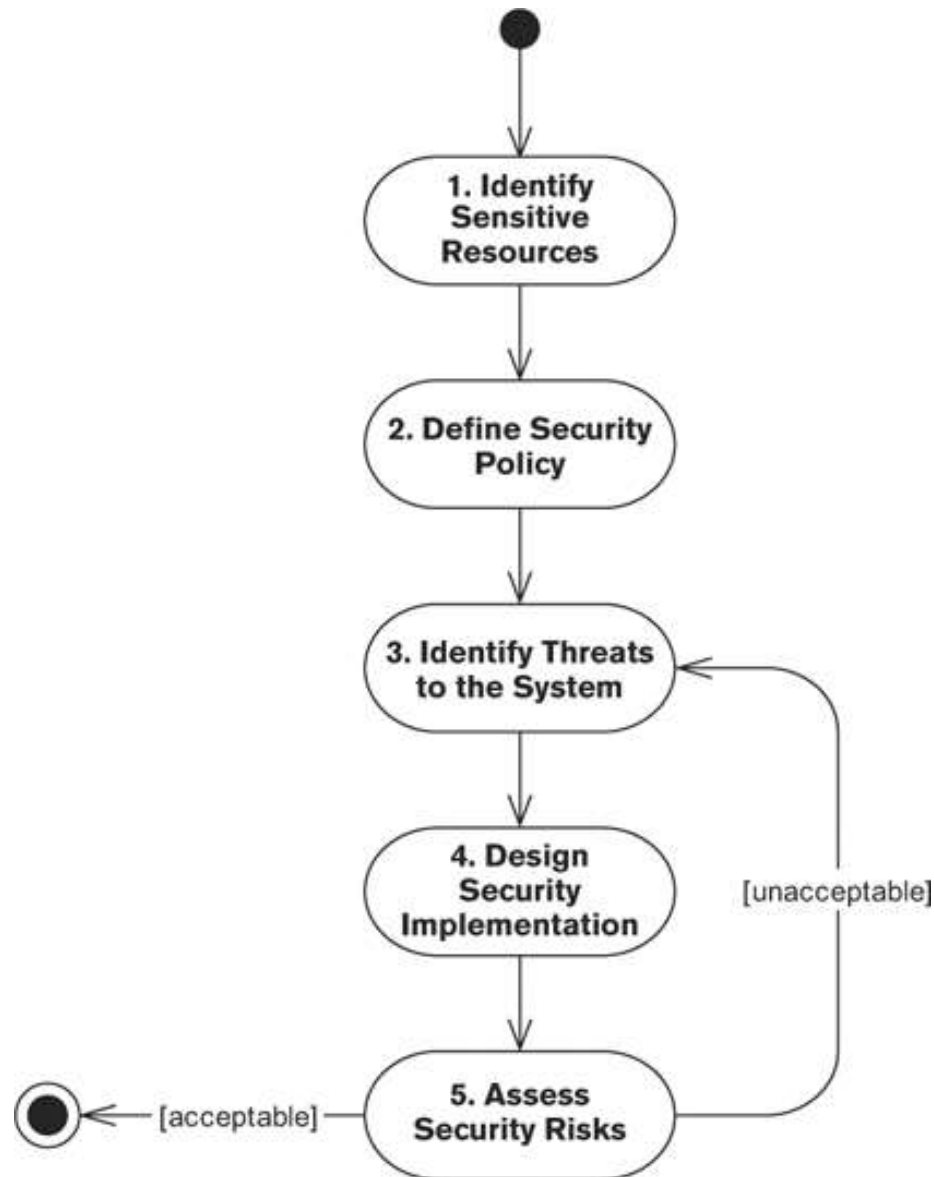 1. Identify
Sensitive
Resources
2. Define Security
Policy
3. Identify Threats
to the System
4. Design
Security
Implementation
[unacceptable]
5. Assess
Security Risks
[acceptable]